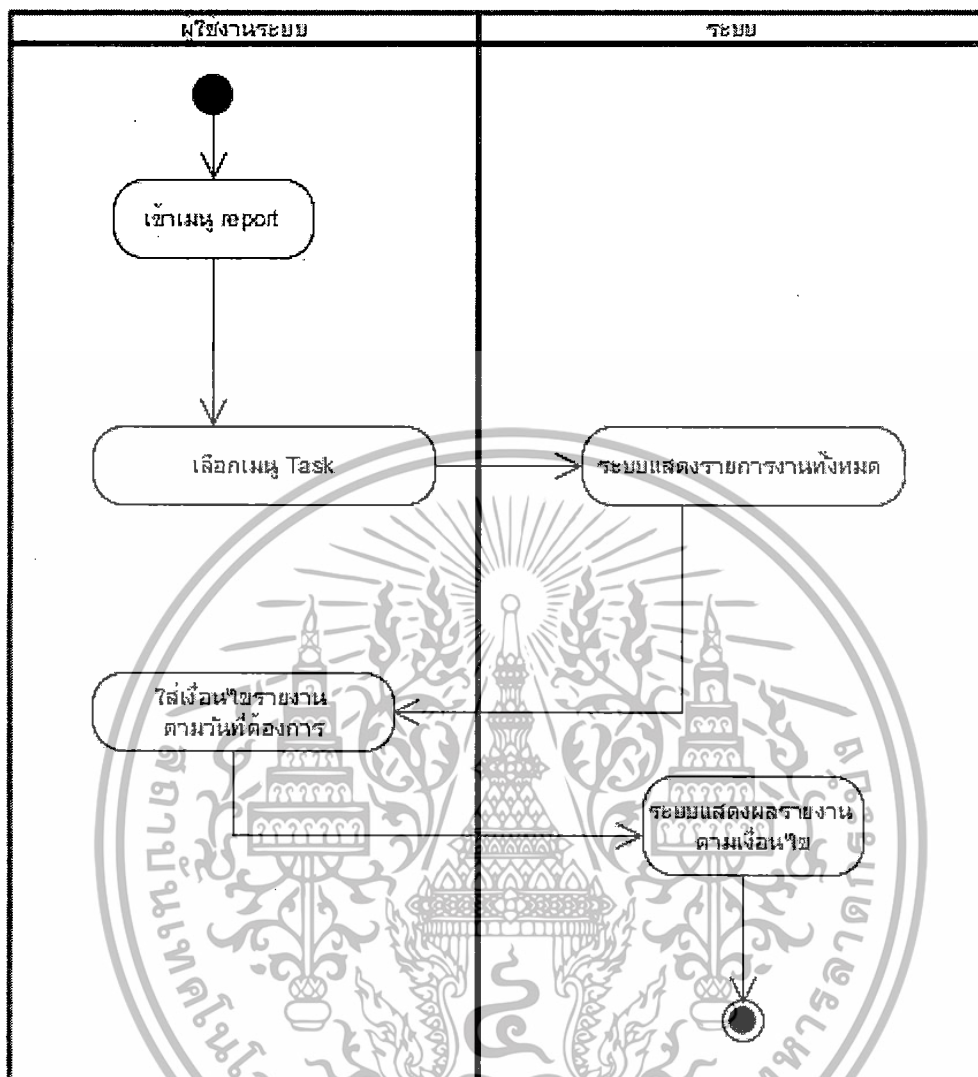 ผู้ใช้งานระบบ
ระบบ
เข้าเมนู report
เลือกเมนู Task
ระบบแสดงรายการงานทั้งหมด
ใส่เงื่อนไขรายงาน
ตามวันที่ต้องการ
ระบบแสดงผลรายงาน
ตามเงื่อนไข